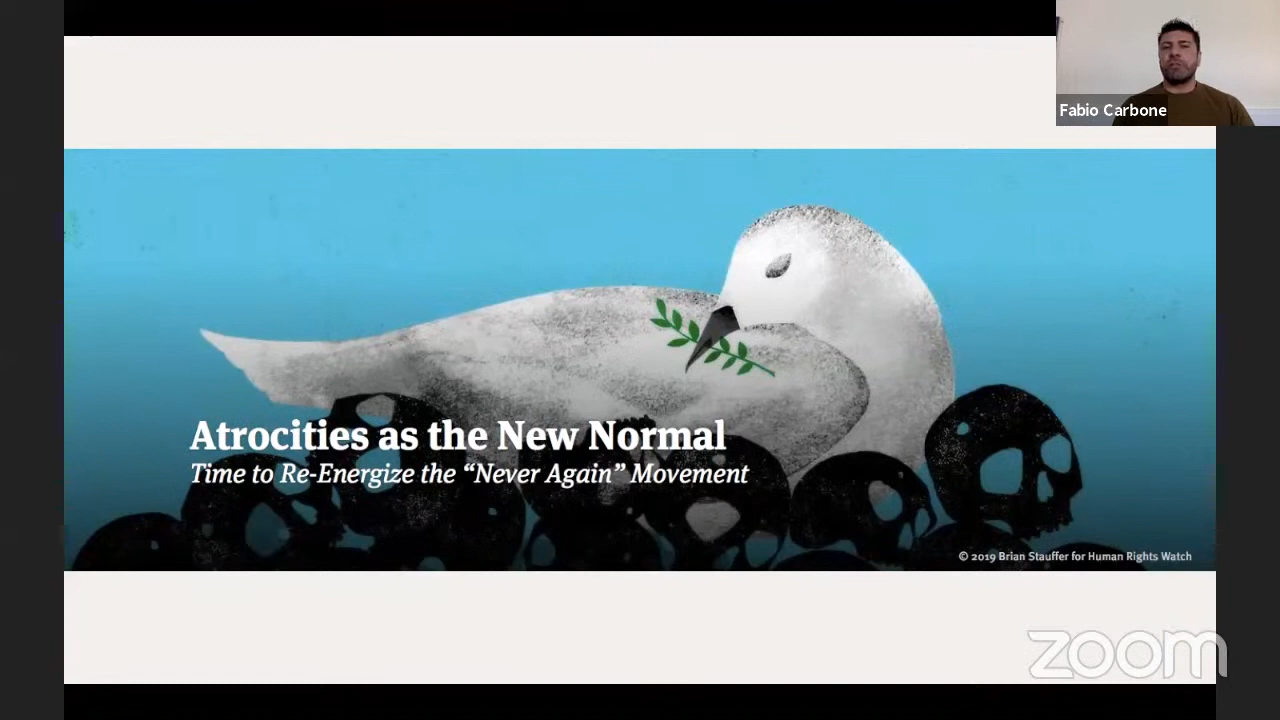 Fabio Carbone
Atrocities as the New Normal
Time to Re-Energize the “Never Again” Movement
© 2019 Brian Stauffer for Human Rights Watch
zoom